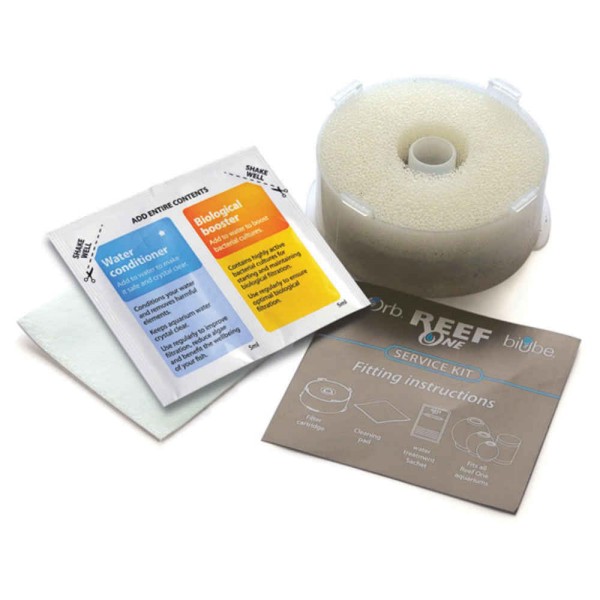 SHAKE WELL
ADD ENTIRE CONTENTS
SHAKE WELL
Water
conditioner
Add to water to make
it safe and crystal clear.
Conditions your water
and removes harmful
elements.
Keeps aquarium water
crystal clear.
Use regularly to improve
filtration, reduce algae
and benefit the wellbeing
of your fish.
5ml
Biological
booster
Add to water to boost
bacterial cultures.
Contains highly active
bacterial cultures for
starting and maintaining
biological filtration.
Use regularly to ensure
optimal biological
filtration.
5ml
Orb. REEF ONE biube.
SERVICE KIT
Fitting instructions
Filter
cartridge
Cleaning
pad
water
treatment
Sachet
Fits all
Reef One
aquariums